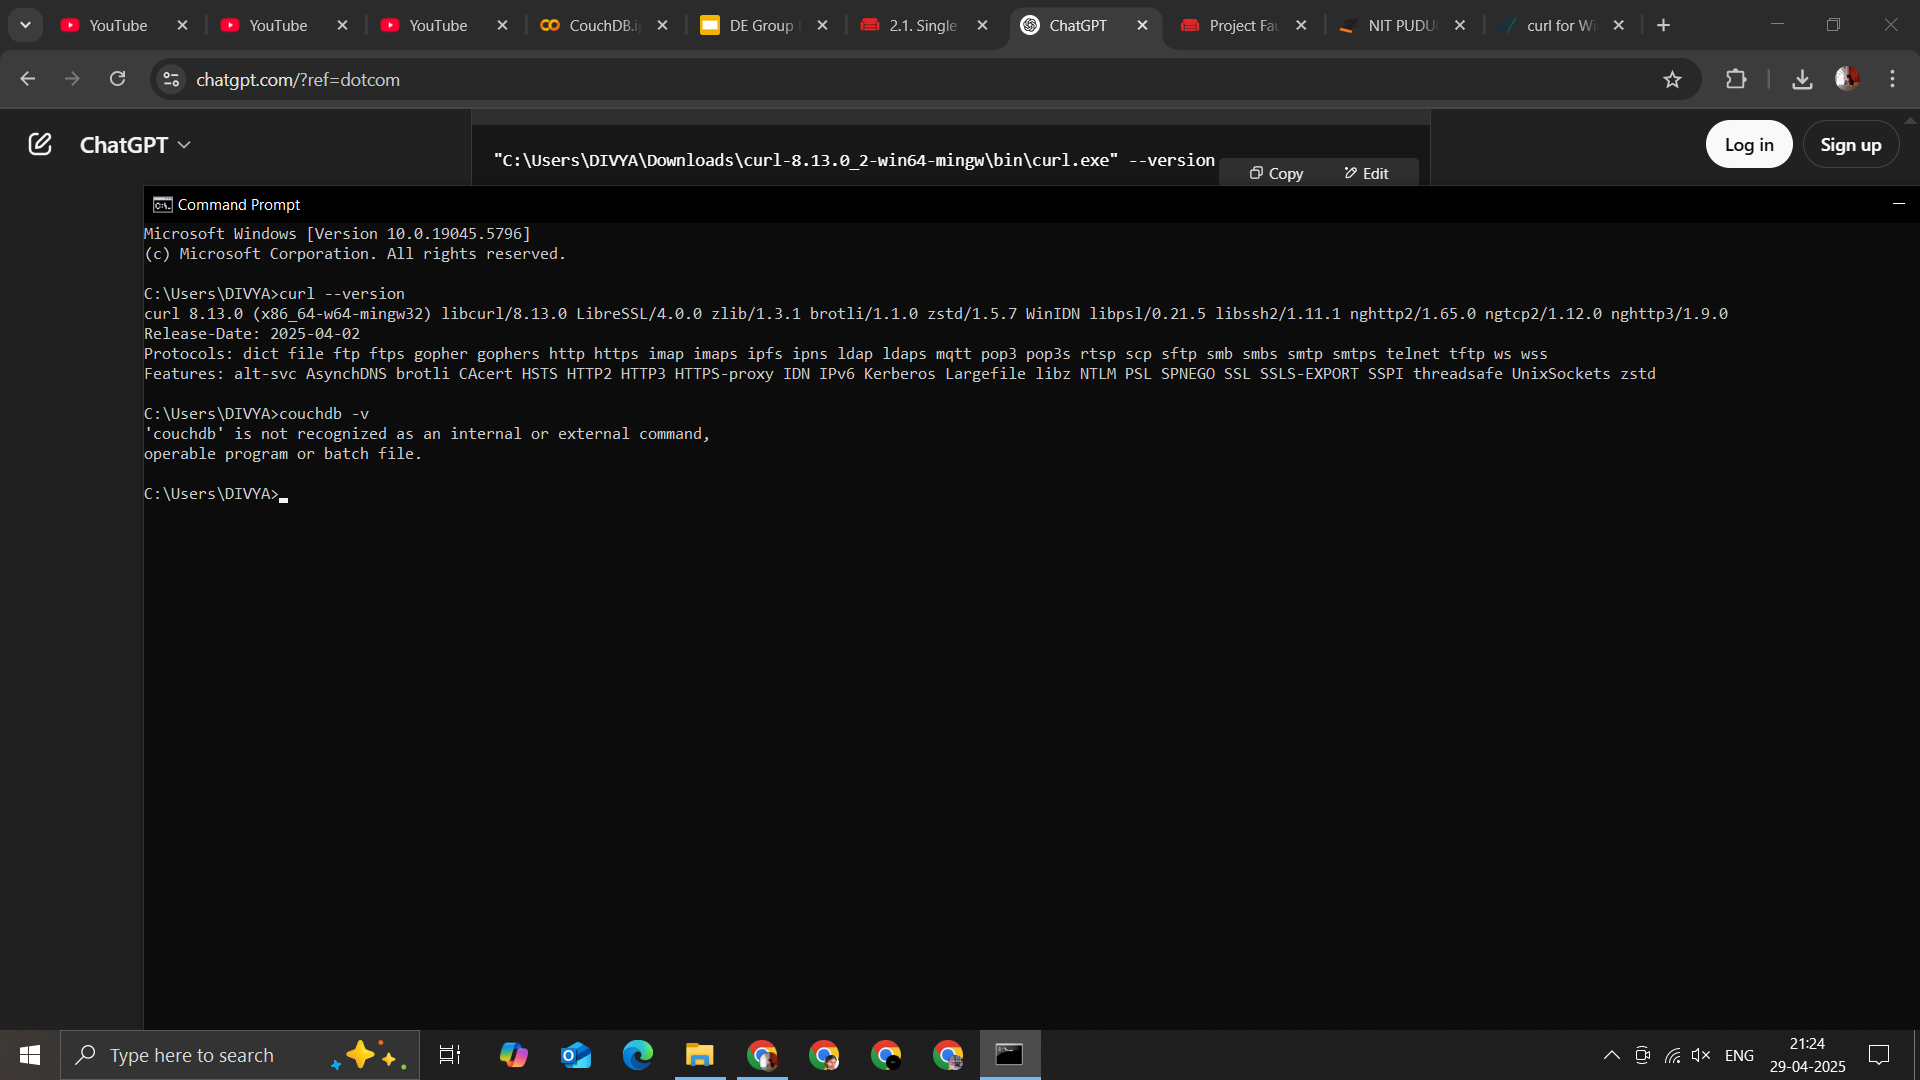 YouTube
YouTube
YouTube
CouchDB.i
DE Group
2.1. Single
ChatGPT
Project Fau
NIT PUDU
curl for Wi
chatgpt.com/?ref=dotcom
ChatGPT
Log in
Sign up
"C:\Users\DIVYA\Downloads\curl-8.13.0_2-win64-mingw\bin\curl.exe" --version
Copy
Edit
Command Prompt
Microsoft Windows [Version 10.0.19045.5796]
(c) Microsoft Corporation. All rights reserved.
C:\Users\DIVYA>curl --version
curl 8.13.0 (x86_64-w64-mingw32) libcurl/8.13.0 LibreSSL/4.0.0 zlib/1.3.1 brotli/1.1.0 zstd/1.5.7 WinIDN libpsl/0.21.5 libssh2/1.11.1 nghttp2/1.65.0 ngtcp2/1.12.0 nghttp3/1.9.0
Release-Date: 2025-04-02
Protocols: dict file ftp ftps gopher gophers http https imap imaps ipfs ipns ldap ldaps mqtt pop3 pop3s rtsp scp sftp smb smbs smtp smtps telnet tftp ws wss
Features: alt-svc AsynchDNS brotli CAcert HSTS HTTP2 HTTP3 HTTPS-proxy IDN IPv6 Kerberos Largefile libz NTLM PSL SPNEGO SSL SSLS-EXPORT SSPI threadsafe UnixSockets zstd
C:\Users\DIVYA>couchdb -v
'couchdb' is not recognized as an internal or external command,
operable program or batch file.
C:\Users\DIVYA>
Type here to search
ENG
21:24
29-04-2025